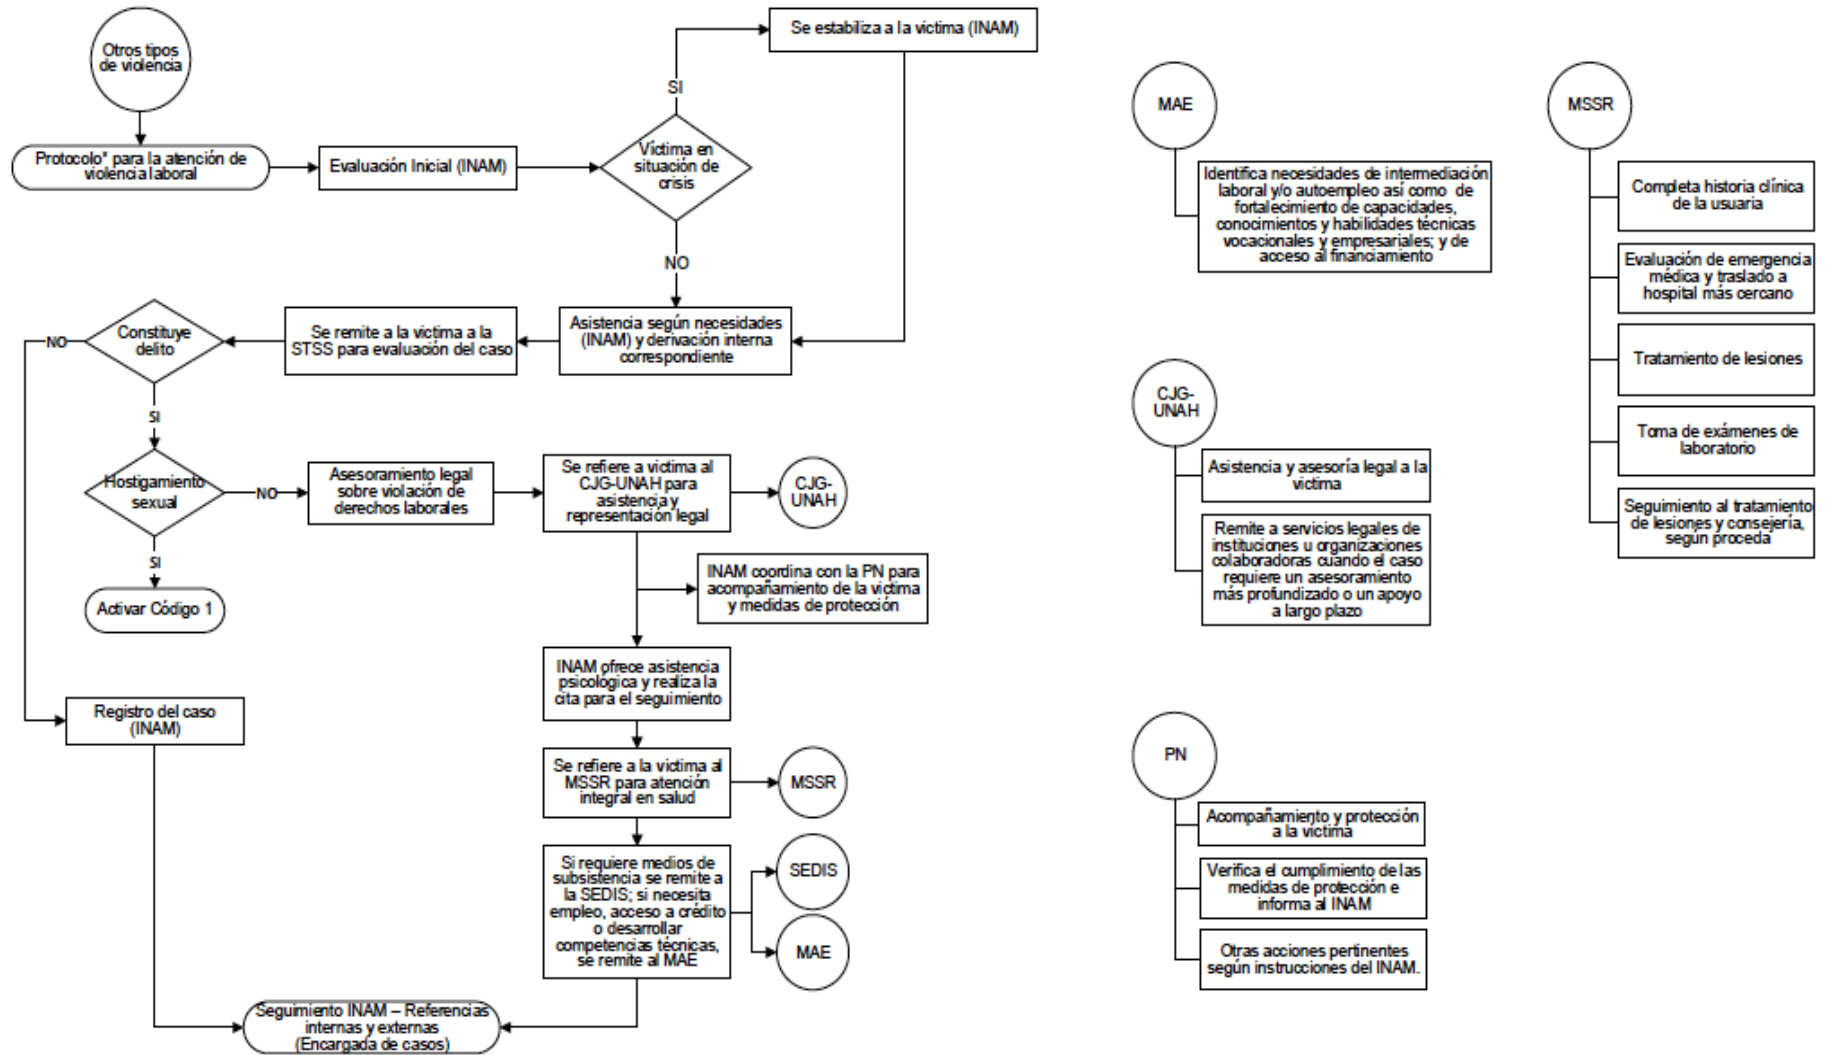 Otros tipos
de violencia
Protocolo* para la atención de
violencia laboral
Evaluación Inicial (INAM)
Víctima en
situación de
crisis
SI
Se estabiliza a la victima (INAM)
NO
Asistencia según necesidades
(INAM) y derivación interna
correspondiente
Se remite a la victima a la
STSS para evaluación del caso
Constituye
delito
NO
SI
Hostigamiento
sexual
NO
Asesoramiento legal
sobre violación de
derechos laborales
Se refiere a victima al
CJG-UNAH para
asistencia y
representación legal
CJG-
UNAH
SI
Activar Código 1
INAM coordina con la PN para
acompañamiento de la victima
y medidas de protección
INAM ofrece asistencia
psicológica y realiza la
cita para el seguimiento
Registro del caso
(INAM)
Se refiere a la victima al
MSSR para atención
integral en salud
MSSR
Si requiere medios de
subsistencia se remite a
la SEDIS; si necesita
empleo, acceso a crédito
o desarrollar
competencias técnicas,
se remite al MAE
SEDIS
MAE
Seguimiento INAM – Referencias
internas y externas
(Encargada de casos)
MAE
Identifica necesidades de intermediación
laboral y/o autoempleo así como de
fortalecimiento de capacidades,
conocimientos y habilidades técnicas
vocacionales y empresariales; y de
acceso al financiamiento
CJG-
UNAH
Asistencia y asesoría legal a la
victima
Remite a servicios legales de
instituciones u organizaciones
colaboradoras cuando el caso
requiere un asesoramiento
más profundizado o un apoyo
a largo plazo
PN
Acompañamiento y protección
a la victima
Verifica el cumplimiento de las
medidas de protección e
informa al INAM
Otras acciones pertinentes
según instrucciones del INAM.
MSSR
Completa historia clínica
de la usuaria
Evaluación de emergencia
médica y traslado a
hospital más cercano
Tratamiento de lesiones
Toma de exámenes de
laboratorio
Seguimiento al tratamiento
de lesiones y consejería,
según proceda